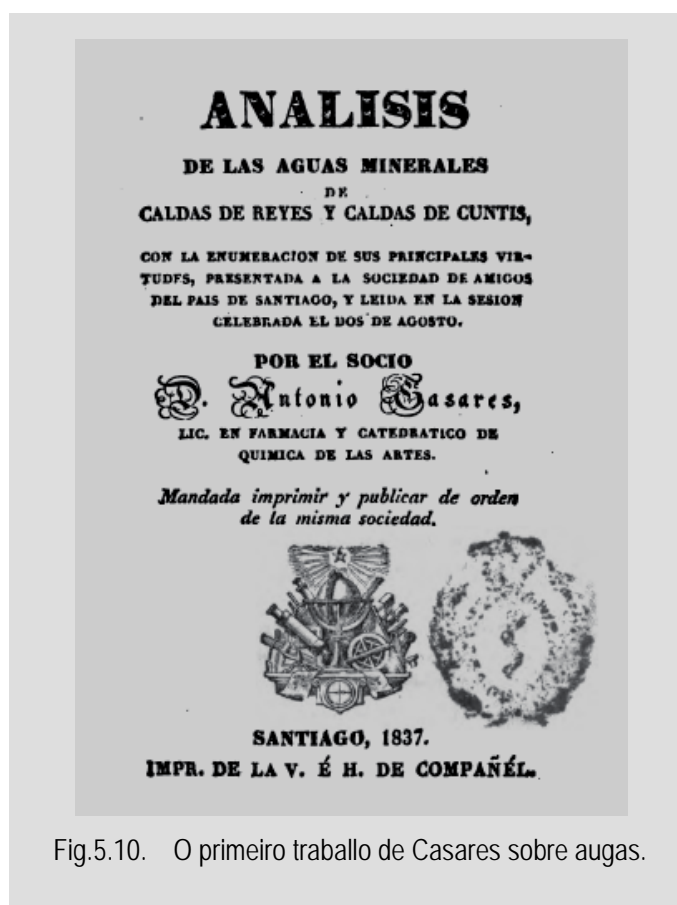 ANALISIS
DE LAS AGUAS MINERALES
DE
CALDAS DE REYES Y CALDAS DE CUNTIS,
CON LA ENUMERACION DE SUS PRINCIPALES VIR-
TUDES, PRESENTADA A LA SOCIEDAD DE AMIGOS
DEL PAIS DE SANTIAGO, Y LEIDA EN LA SESION
CELEBRADA EL DOS DE AGOSTO.
POR EL SOCIO
D. Antonio Casares,
LIC. EN FARMACIA Y CATEDRATICO DE
QUIMICA DE LAS ARTES.
Mandada imprimir y publicar de orden
de la misma sociedad.
SANTIAGO, 1837.
IMPR. DE LA V. É H. DE COMPAÑÉL.
Fig.5.10. O primeiro traballo de Casares sobre augas.